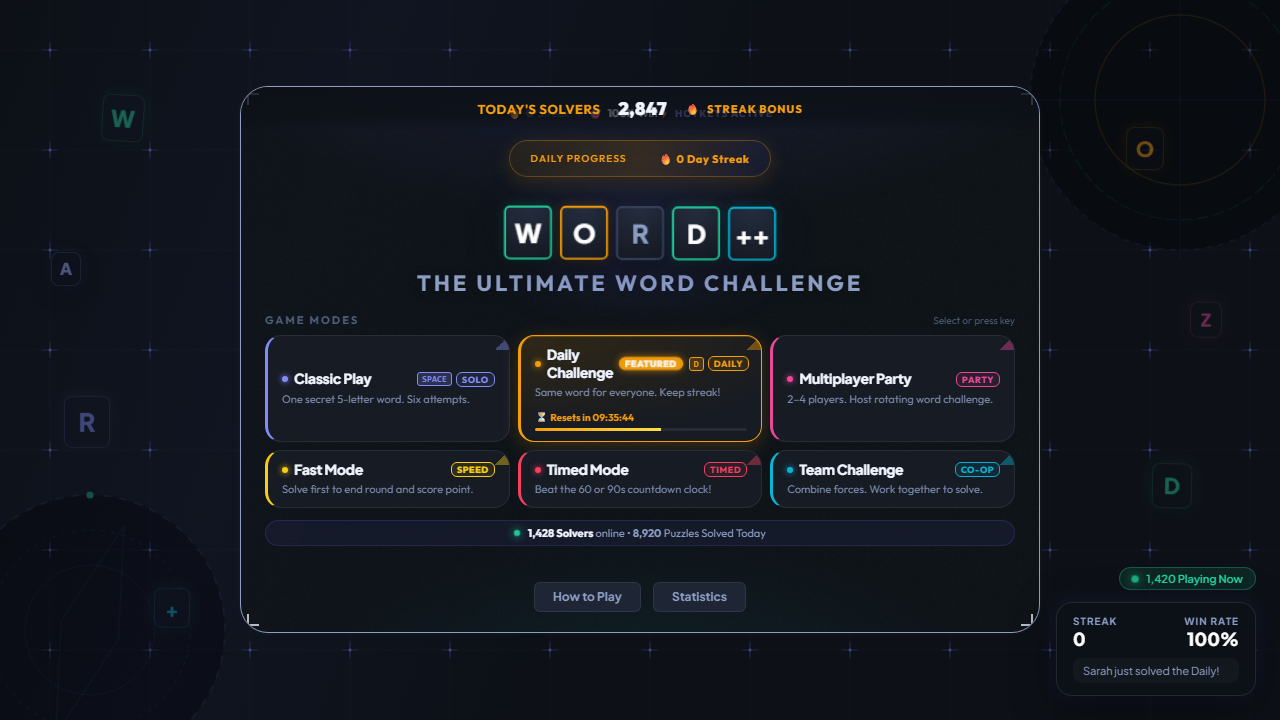 TODAY'S SOLVERS 2,847 🔥 STREAK BONUS
HOTKEYS ACTIVE
DAILY PROGRESS 🔥 0 Day Streak
W O R D ++
THE ULTIMATE WORD CHALLENGE
GAME MODES Select or press key
Classic Play SPACE SOLO
One secret 5-letter word. Six attempts.
Daily Challenge FEATURED D DAILY
Same word for everyone. Keep streak!
⏳ Resets in 09:35:44
Multiplayer Party PARTY
2–4 players. Host rotating word challenge.
Fast Mode SPEED
Solve first to end round and score point.
Timed Mode TIMED
Beat the 60 or 90s countdown clock!
Team Challenge CO-OP
Combine forces. Work together to solve.
1,428 Solvers online • 8,920 Puzzles Solved Today
How to Play Statistics
W
A
R
+
O
Z
D
1,420 Playing Now
STREAK WIN RATE
0 100%
Sarah just solved the Daily!